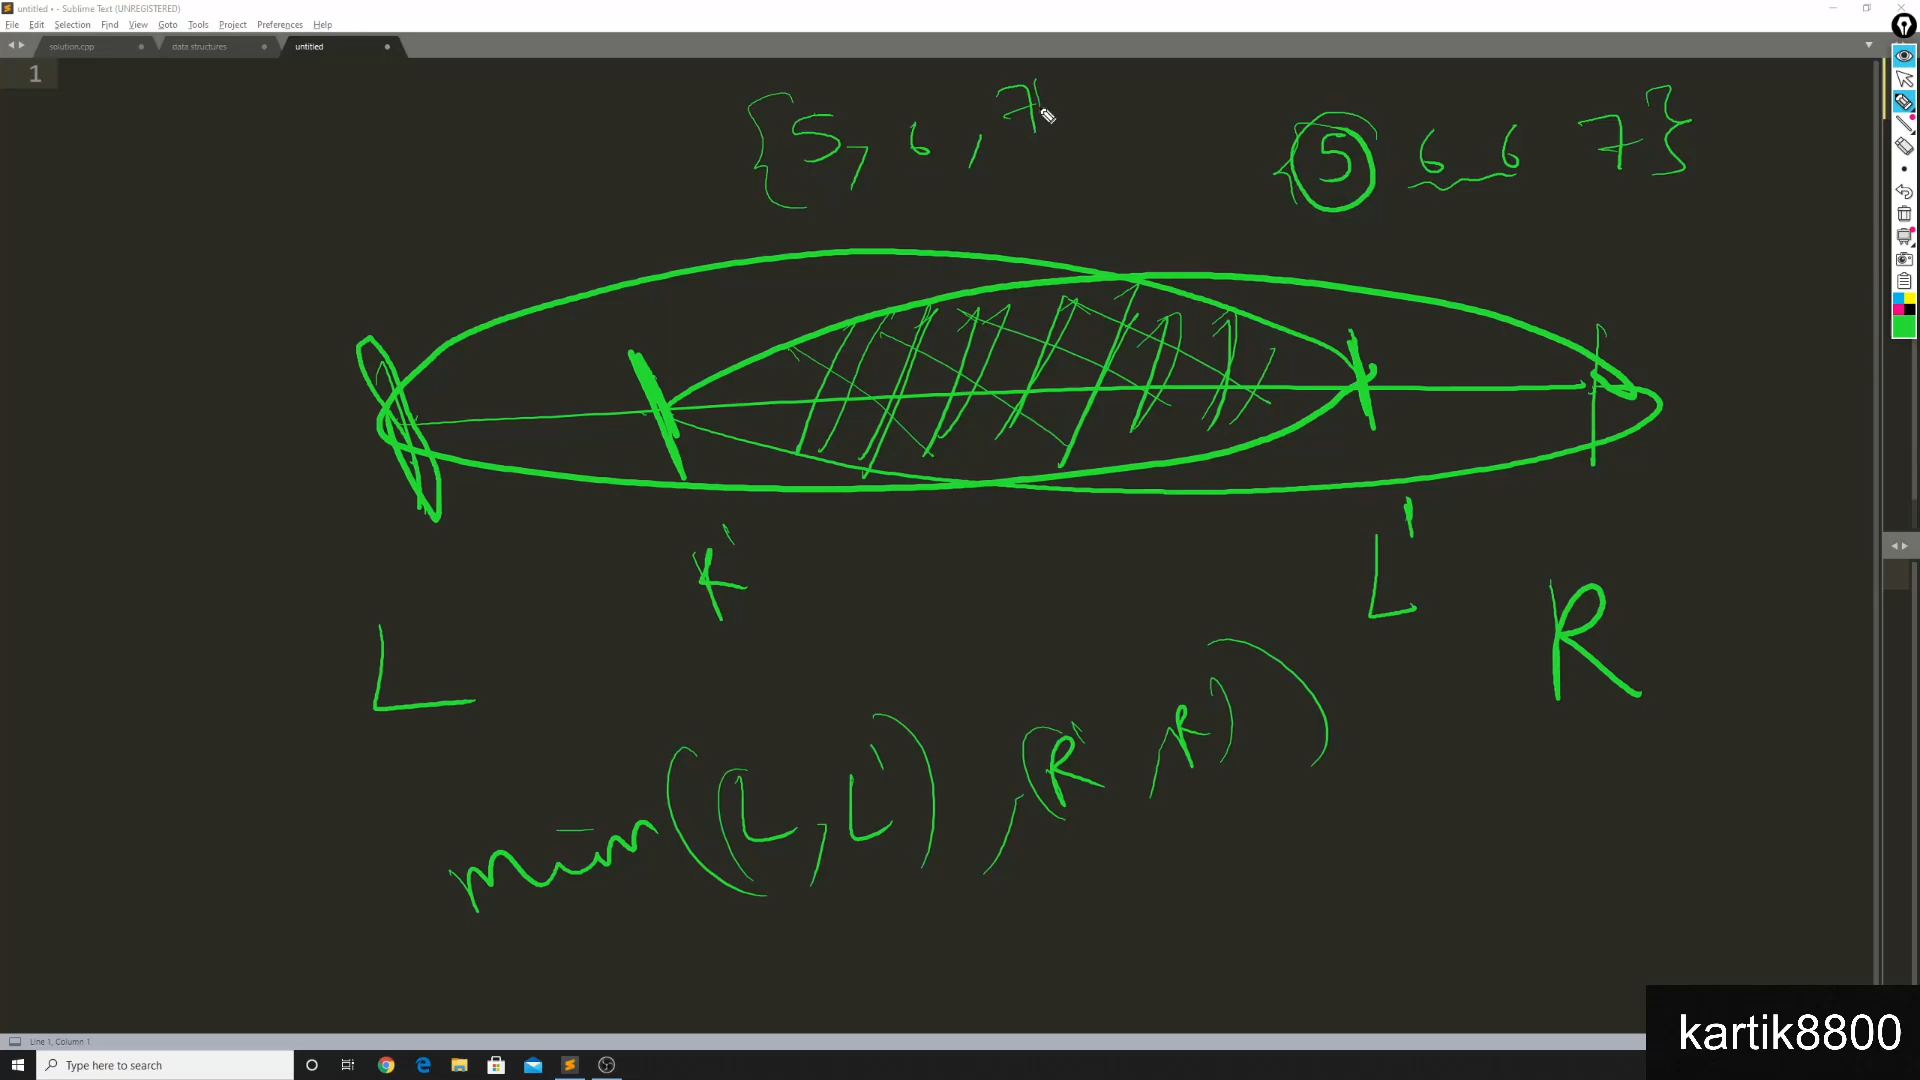 untitled • - Sublime Text (UNREGISTERED)
File Edit Selection Find View Goto Tools Project Preferences Help
solution.cpp data structures untitled
1
{5, 6, 7
{5 6 6 7}
R' L'
L R
min((L, L'), (R', R))
Line 1, Column 1
Type here to search
kartik8800